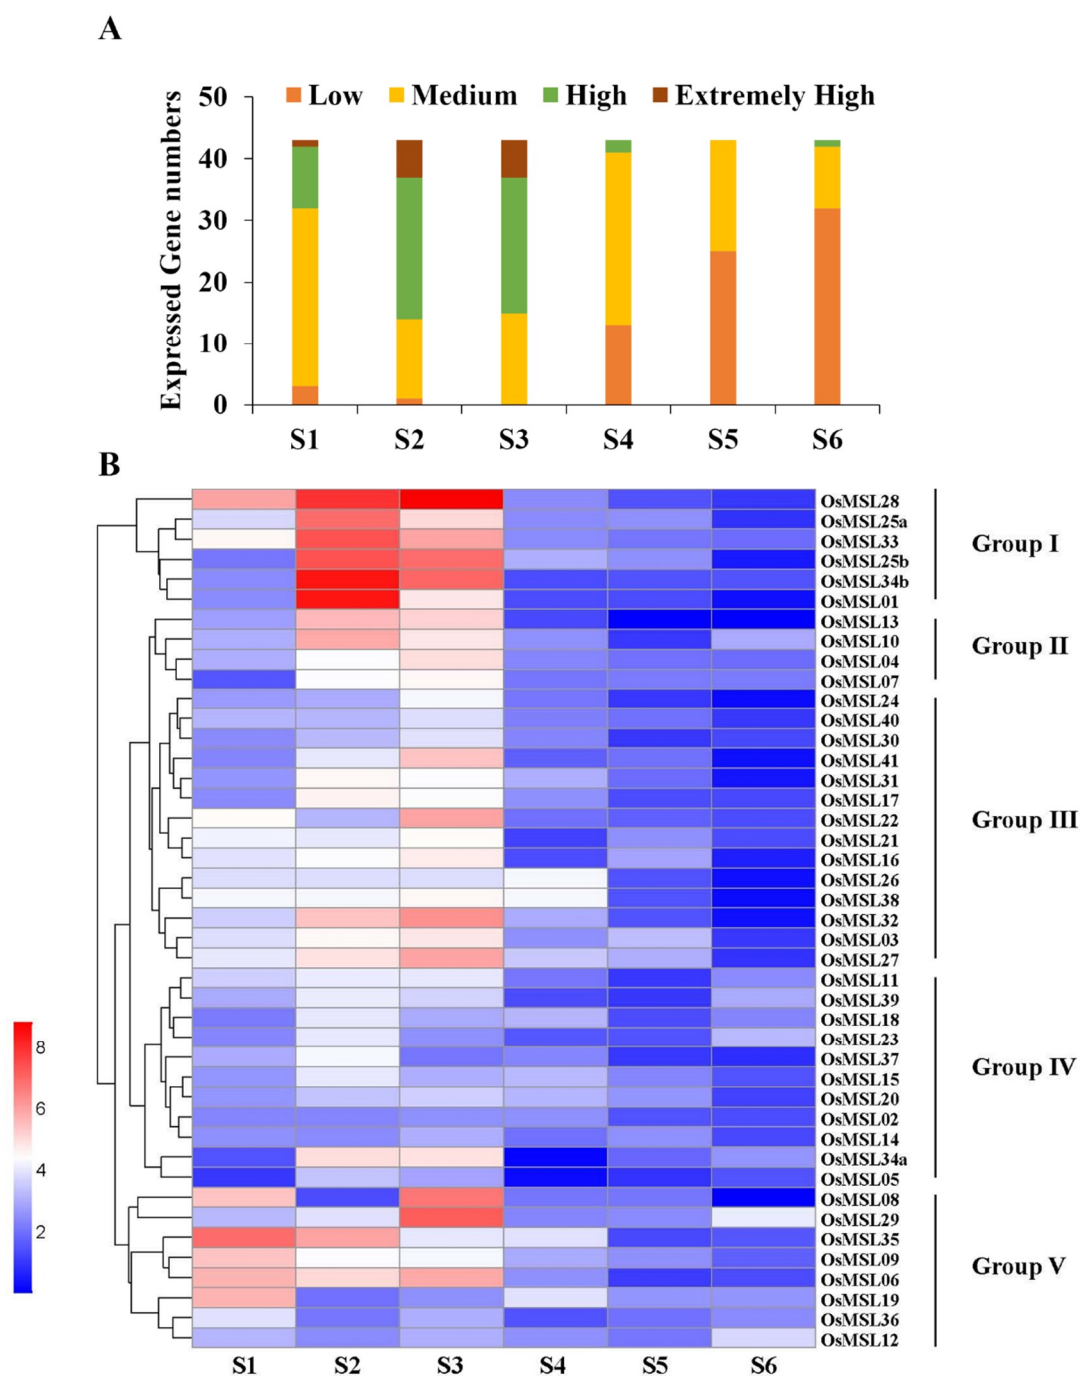 A
Low Medium High Extremely High
Expressed Gene numbers
50
40
30
20
10
0
S1 S2 S3 S4 S5 S6
B
OsMSL28
OsMSL25a
OsMSL33
OsMSL25b
OsMSL34b
OsMSL01
Group I
OsMSL13
OsMSL10
OsMSL04
OsMSL07
Group II
OsMSL24
OsMSL40
OsMSL30
OsMSL41
OsMSL31
OsMSL17
OsMSL22
OsMSL21
OsMSL16
OsMSL26
OsMSL38
OsMSL32
OsMSL03
OsMSL27
Group III
OsMSL11
OsMSL39
OsMSL18
OsMSL23
OsMSL37
OsMSL15
OsMSL20
OsMSL02
OsMSL14
OsMSL34a
OsMSL05
Group IV
OsMSL08
OsMSL29
OsMSL35
OsMSL09
OsMSL06
OsMSL19
OsMSL36
OsMSL12
Group V
8
6
4
2
S1 S2 S3 S4 S5 S6